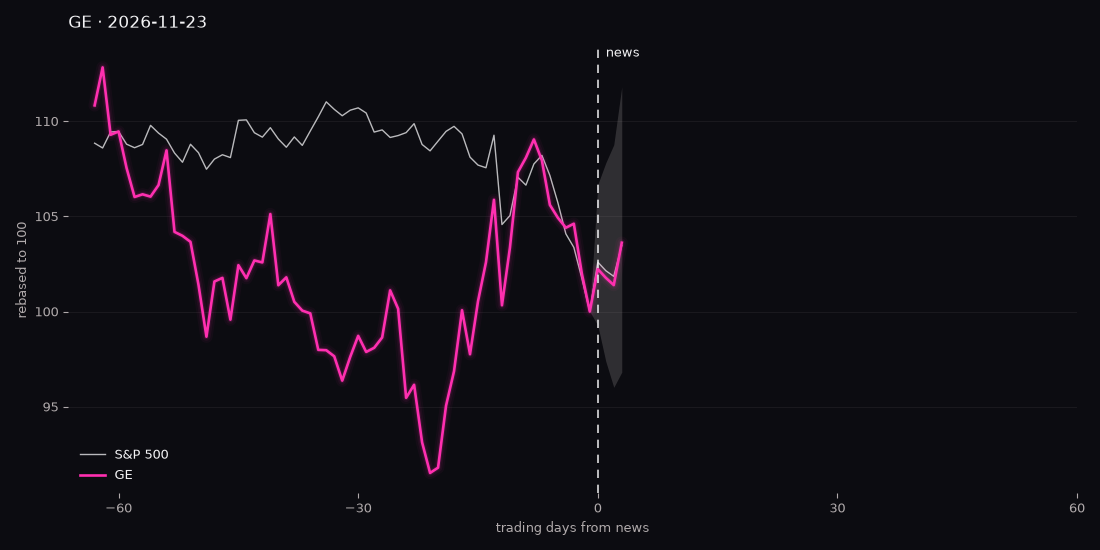 GE · 2026-11-23
news
110
105
100
95
rebased to 100
S&P 500
GE
−60
−30
0
30
60
trading days from news